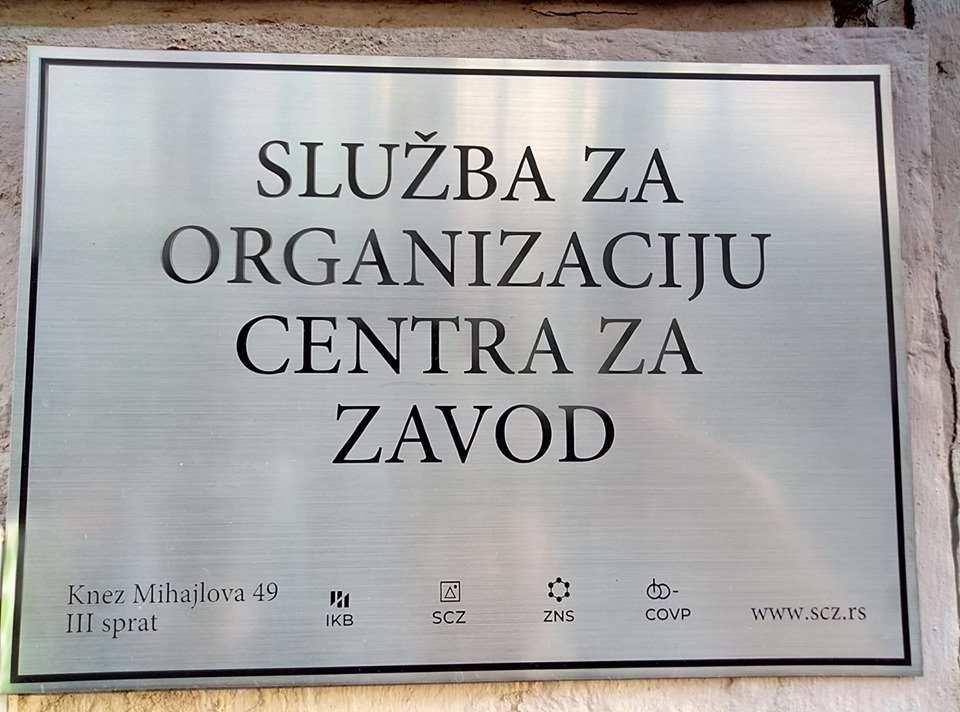 SLUŽBA ZA
ORGANIZACIJU
CENTRA ZA
ZAVOD
Knez Mihajlova 49
III sprat
IKB
SCZ
ZNS
COVP
www.scz.rs